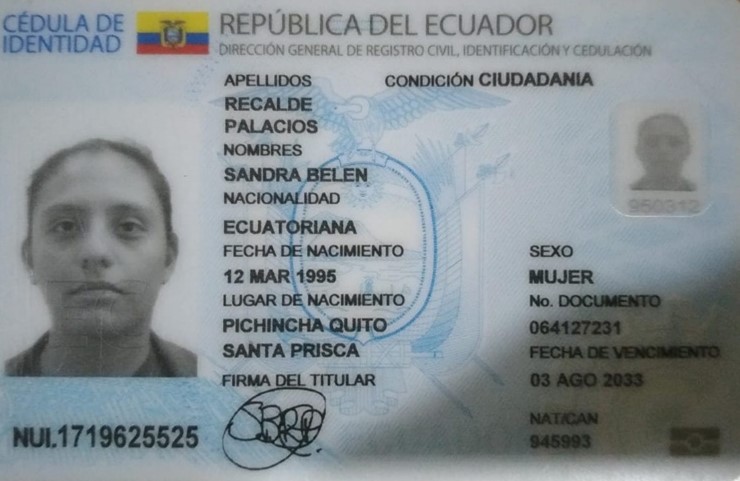 CÉDULA DE
IDENTIDAD
REPÚBLICA DEL ECUADOR
DIRECCIÓN GENERAL DE REGISTRO CIVIL, IDENTIFICACIÓN Y CEDULACIÓN
APELLIDOS
CONDICIÓN CIUDADANIA
RECALDE
PALACIOS
NOMBRES
SANDRA BELEN
NACIONALIDAD
ECUATORIANA
FECHA DE NACIMIENTO
12 MAR 1995
LUGAR DE NACIMIENTO
PICHINCHA QUITO
SANTA PRISCA
FIRMA DEL TITULAR
950312
SEXO
MUJER
No. DOCUMENTO
064127231
FECHA DE VENCIMIENTO
03 AGO 2033
NAT/CAN
945993
NUI.1719625525